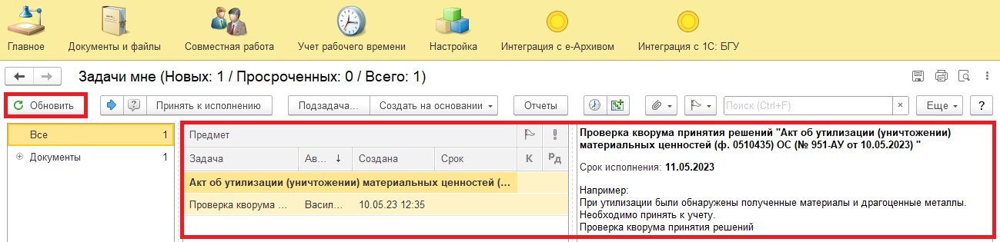 Главное Документы и файлы Совместная работа Учет рабочего времени Настройка Интеграция с е-Архивом Интеграция с 1С: БГУ
Задачи мне (Новых: 1 / Просроченных: 0 / Всего: 1)
Обновить Принять к исполнению Подзадача... Создать на основании Отчеты Поиск (Ctrl+F) × Еще ?
Все 1
Документы 1
Предмет
Задача Ав... ↓ Создана Срок К РД
Акт об утилизации (уничтожении) материальных ценностей (...
Проверка кворума ... Васил... 10.05.23 12:35
Проверка кворума принятия решений "Акт об утилизации (уничтожении)
материальных ценностей (ф. 0510435) ОС (№ 951-АУ от 10.05.2023) "
Срок исполнения: 11.05.2023
Например:
При утилизации были обнаружены полученные материалы и драгоценные металлы.
Необходимо принять к учету.
Проверка кворума принятия решений